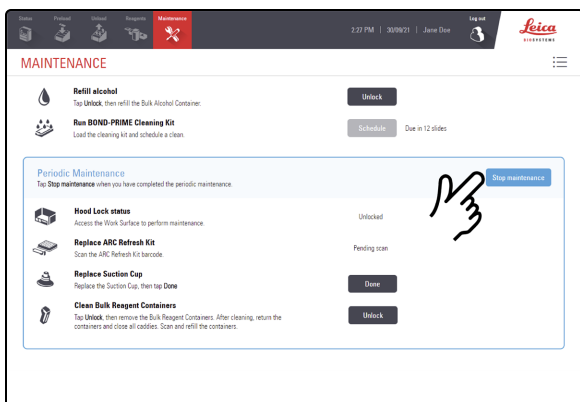 Status Preload Unload Reagents Maintenance
2:27 PM | 30/09/21 | Jane Doe
Log out
Leica
BIOSYSTEMS
MAINTENANCE
Refill alcohol
Tap Unlock, then refill the Bulk Alcohol Container.
Unlock
Run BOND-PRIME Cleaning Kit
Load the cleaning kit and schedule a clean.
Schedule
Due in 12 slides
Periodic Maintenance
Tap Stop maintenance when you have completed the periodic maintenance.
Stop maintenance
Hood Lock status
Access the Work Surface to perform maintenance.
Unlocked
Replace ARC Refresh Kit
Scan the ARC Refresh Kit barcode.
Pending scan
Replace Suction Cup
Replace the Suction Cup, then tap Done
Done
Clean Bulk Reagent Containers
Tap Unlock, then remove the Bulk Reagent Containers. After cleaning, return the
containers and close all caddies. Scan and refill the containers.
Unlock